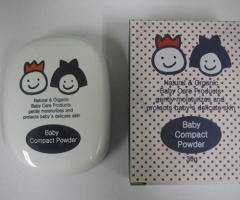 Natural & Organic
Baby Care Products
gently moisturizes and
protects baby's delicate skin
Baby
Compact Powder
Natural & Organic
Baby Care Products
gently moisturizes and
protects baby's delicate skin
Baby
Compact
Powder